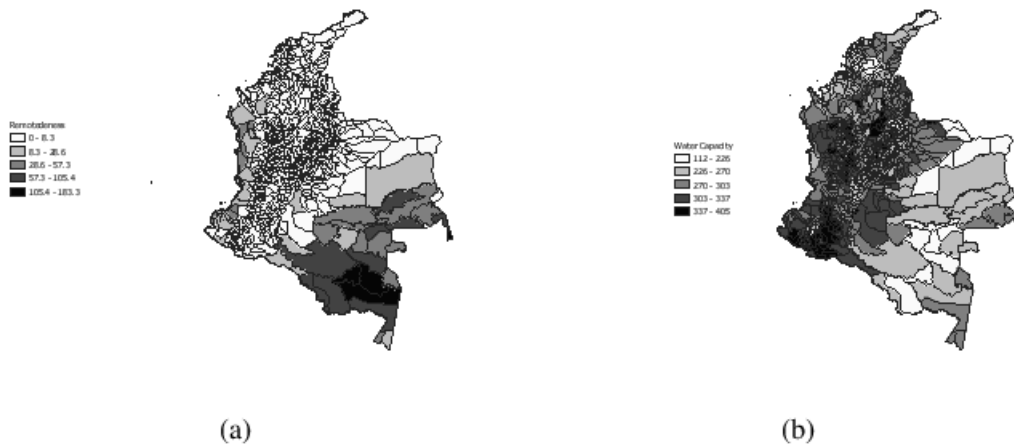 Remotedeness
0 - 8.3
8.3 - 28.6
28.6 - 57.3
57.3 - 105.4
105.4 - 183.3
Water Capacity
112 - 226
226 - 270
270 - 303
303 - 337
337 - 405
(a)
(b)